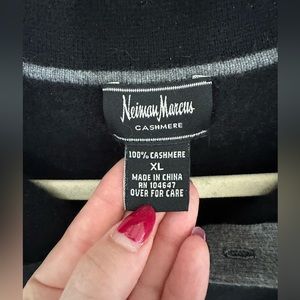 Neiman Marcus
CASHMERE
100% CASHMERE
XL
MADE IN CHINA
RN 104647
OVER FOR CARE